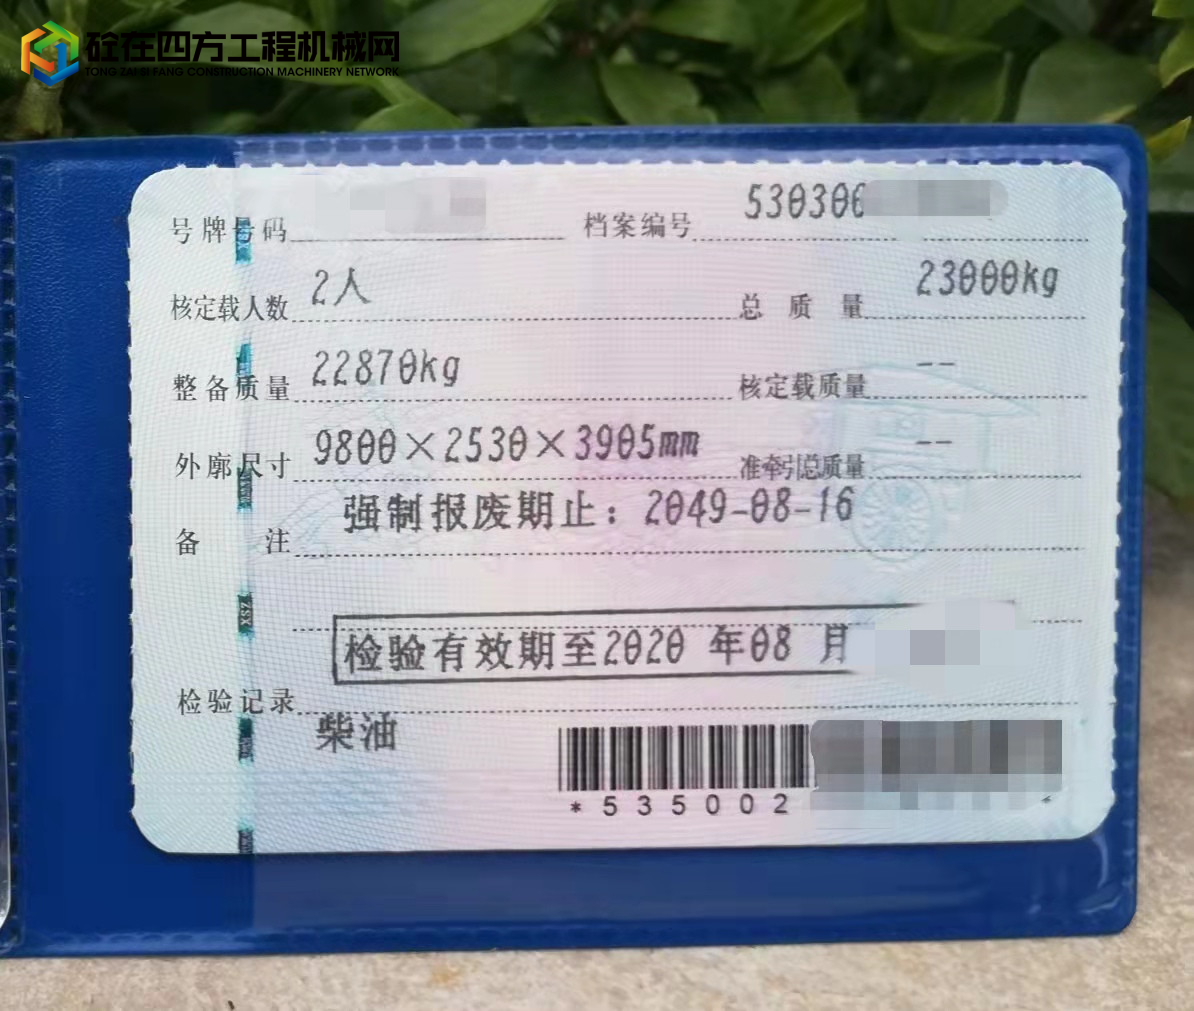 砼在四方工程机械网
TONG ZAI SI FANG CONSTRUCTION MACHINERY NETWORK
号牌号码 档案编号 530300
核定载人数 2人 总质量 23000kg
整备质量 22870kg 核定载质量 --
外廓尺寸 9800×2530×3905mm 准牵引总质量 --
备注 强制报废期止：2049-08-16
检验有效期至2020 年08 月
检验记录
柴油
XSZ
*535002 *